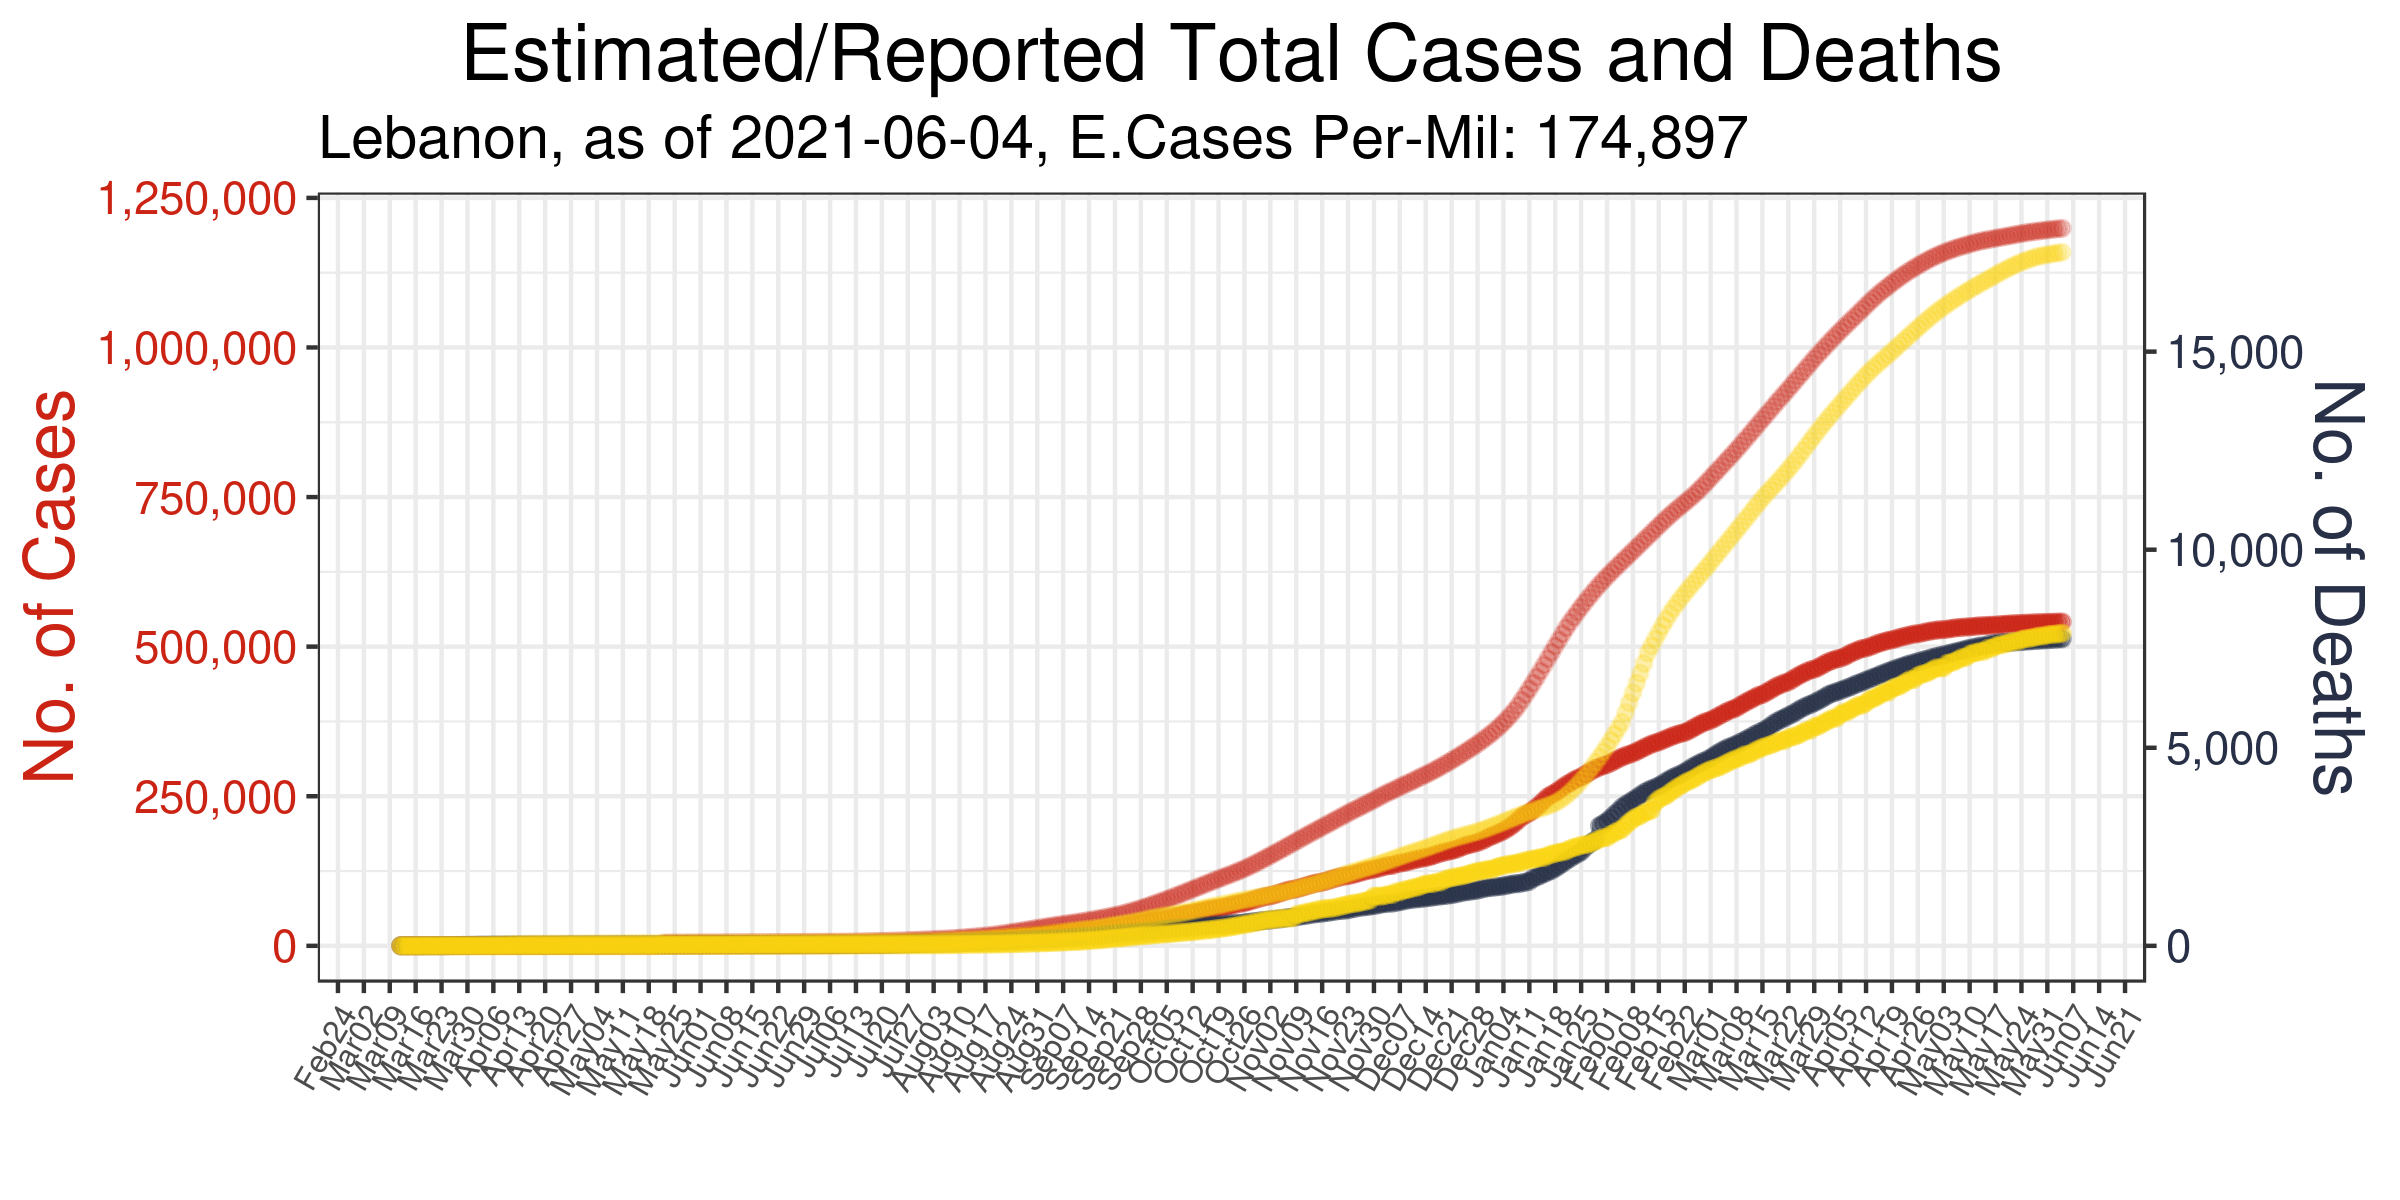 Estimated/Reported Total Cases and Deaths
Lebanon, as of 2021-06-04, E.Cases Per-Mil: 174,897
No. of Cases
1,250,000
1,000,000
750,000
500,000
250,000
0
15,000
10,000
5,000
0
No. of Deaths
Feb24
Mar02
Mar09
Mar16
Mar23
Mar30
Apr06
Apr13
Apr20
Apr27
May04
May11
May18
May25
Jun01
Jun08
Jun15
Jun22
Jun29
Jul06
Jul13
Jul20
Jul27
Aug03
Aug10
Aug17
Aug24
Aug31
Sep07
Sep14
Sep21
Sep28
Oct05
Oct12
Oct19
Oct26
Nov02
Nov09
Nov16
Nov23
Nov30
Dec07
Dec14
Dec21
Dec28
Jan04
Jan11
Jan18
Jan25
Feb01
Feb08
Feb15
Feb22
Mar01
Mar08
Mar15
Mar22
Mar29
Apr05
Apr12
Apr19
Apr26
May03
May10
May17
May24
May31
Jun07
Jun14
Jun21